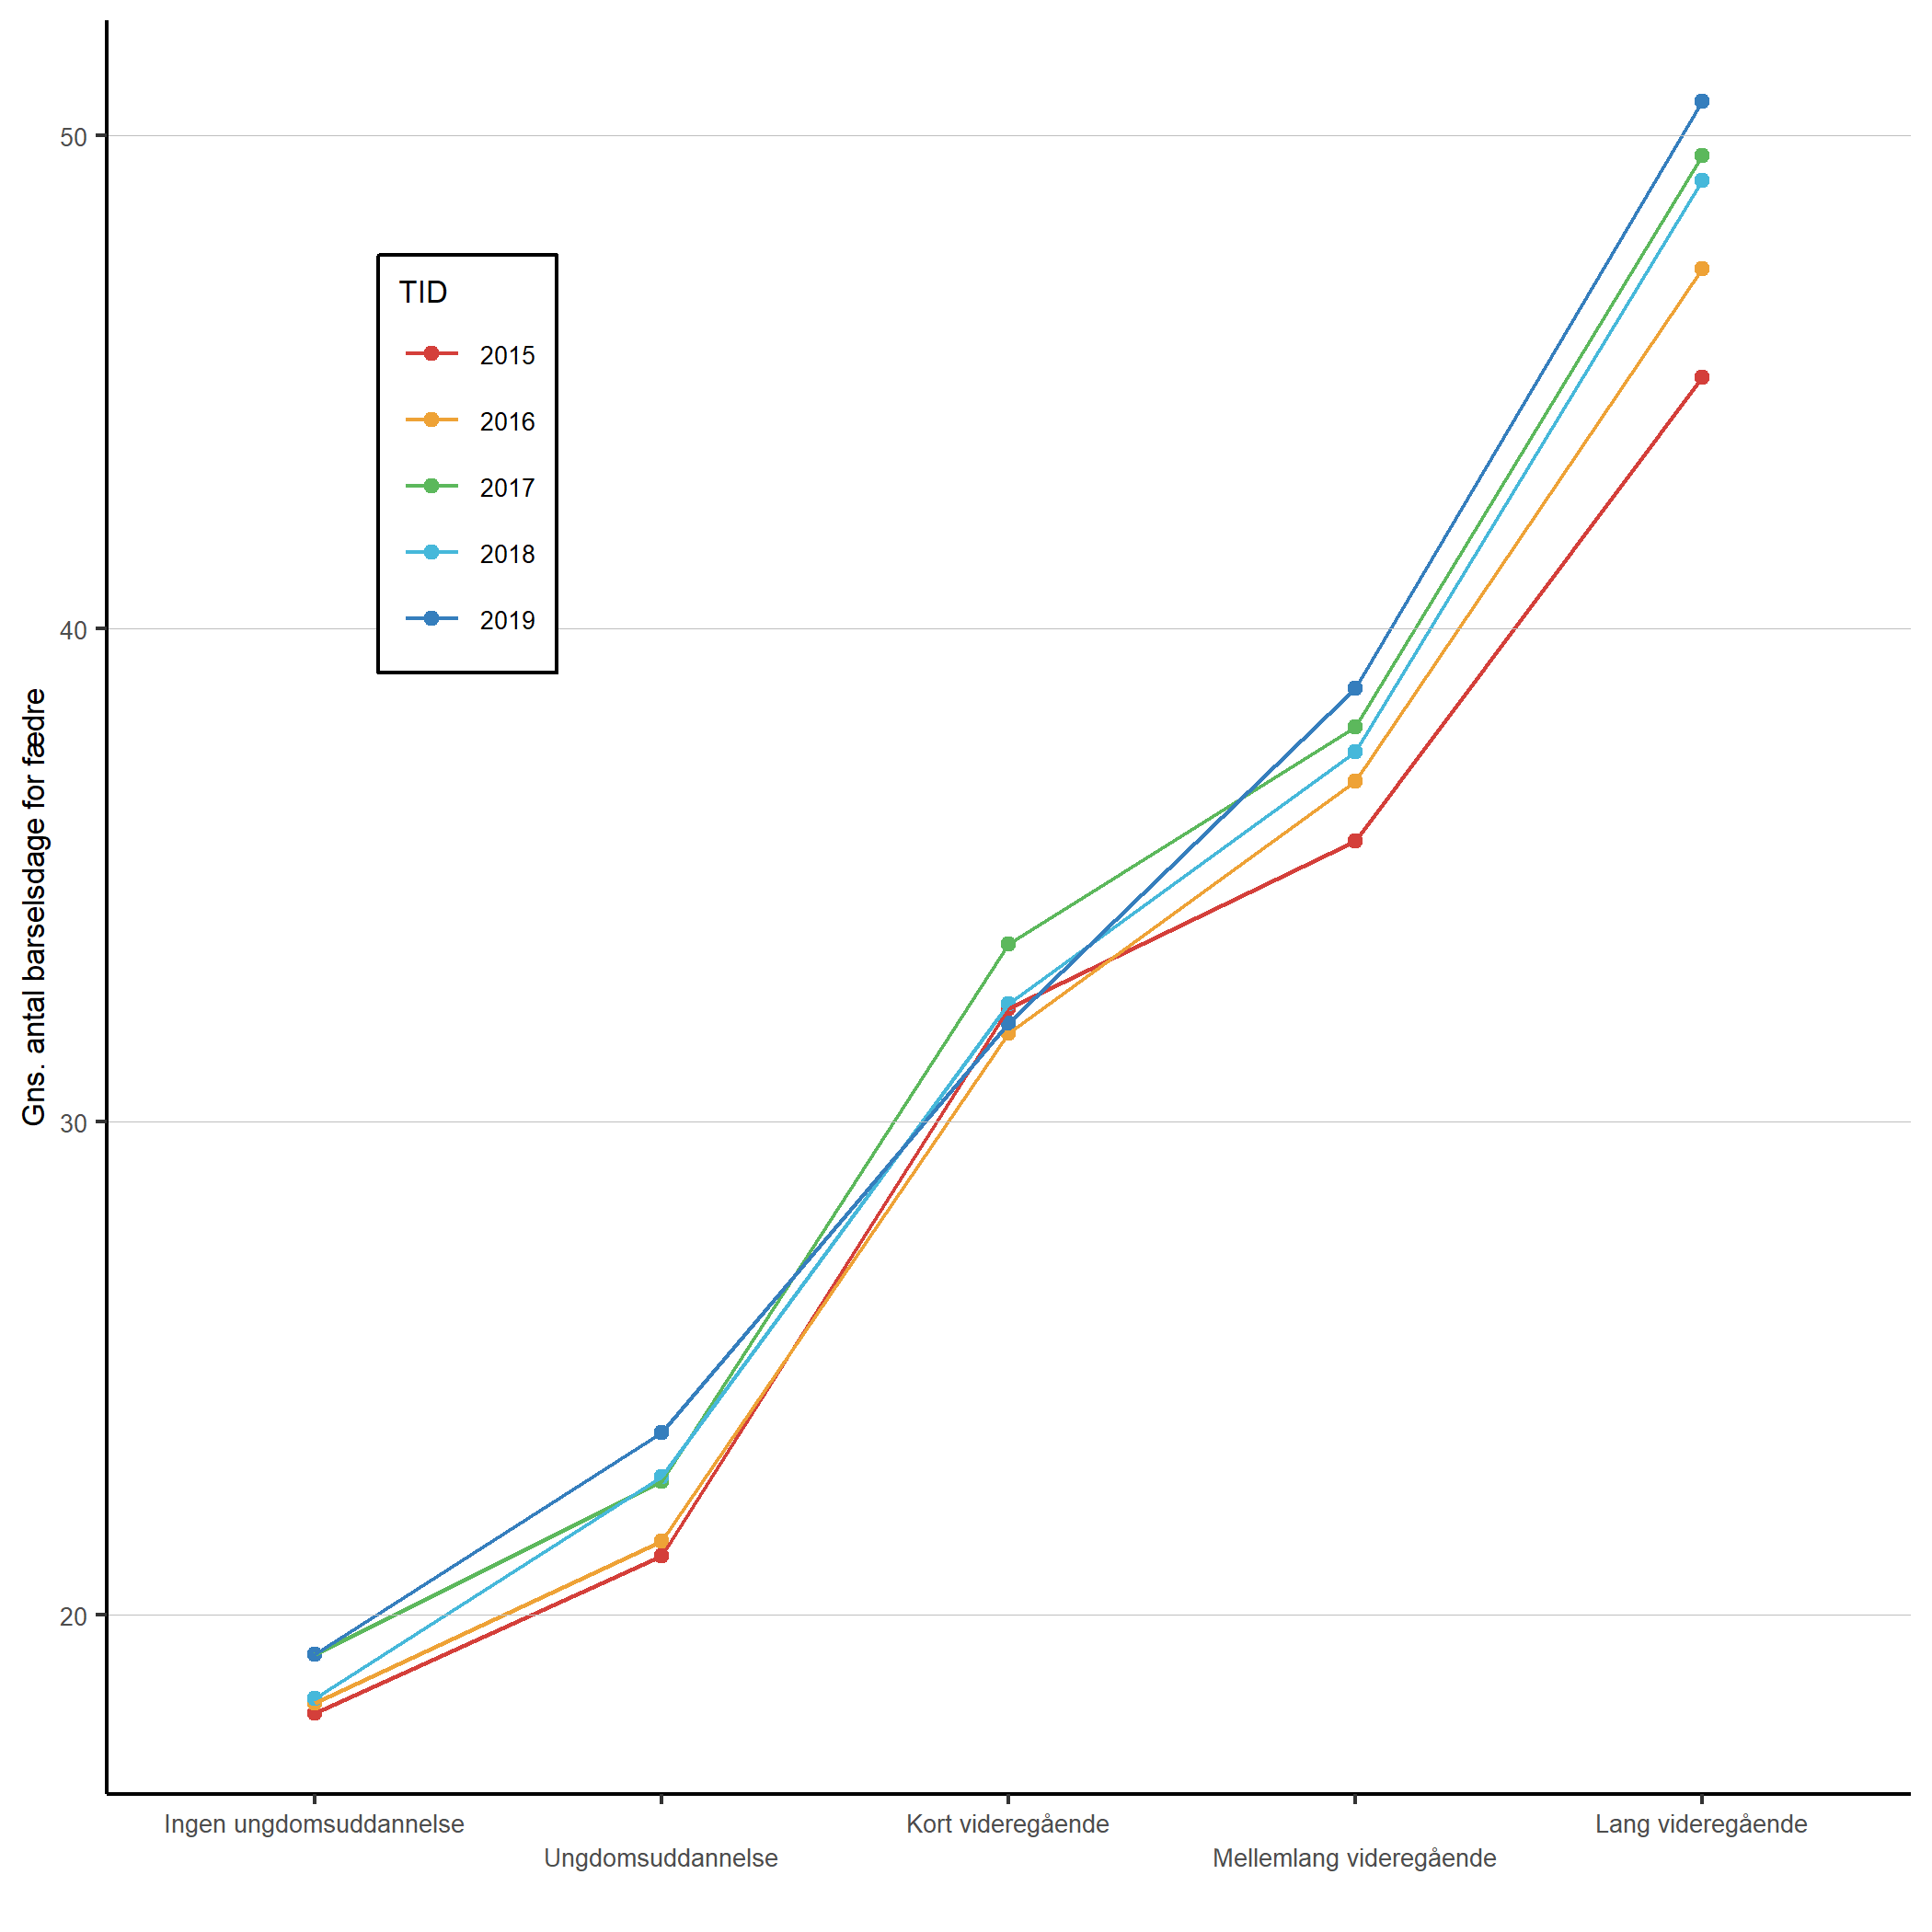 Gns. antal barselsdage for fædre
50
40
30
20
TID
2015
2016
2017
2018
2019
Ingen ungdomsuddannelse
Ungdomsuddannelse
Kort videregående
Mellemlang videregående
Lang videregående